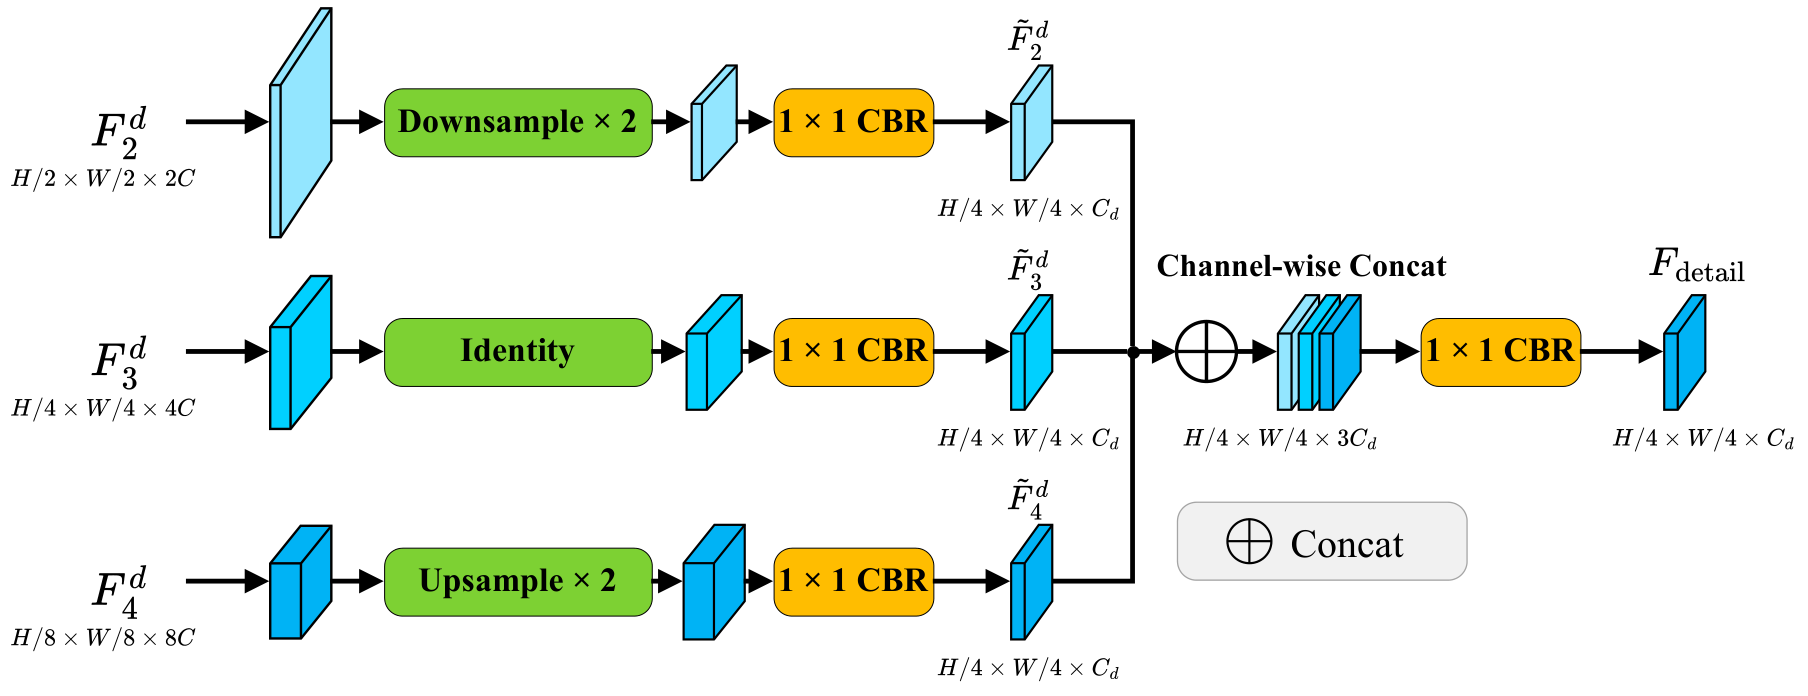 F̃₂ᵈ
F₂ᵈ
Downsample × 2
1 × 1 CBR
H/2 × W/2 × 2C
H/4 × W/4 × C_d
F̃₃ᵈ
Channel-wise Concat
F_detail
F₃ᵈ
Identity
1 × 1 CBR
1 × 1 CBR
H/4 × W/4 × 4C
H/4 × W/4 × C_d
H/4 × W/4 × 3C_d
H/4 × W/4 × C_d
F̃₄ᵈ
Concat
F₄ᵈ
Upsample × 2
1 × 1 CBR
H/8 × W/8 × 8C
H/4 × W/4 × C_d